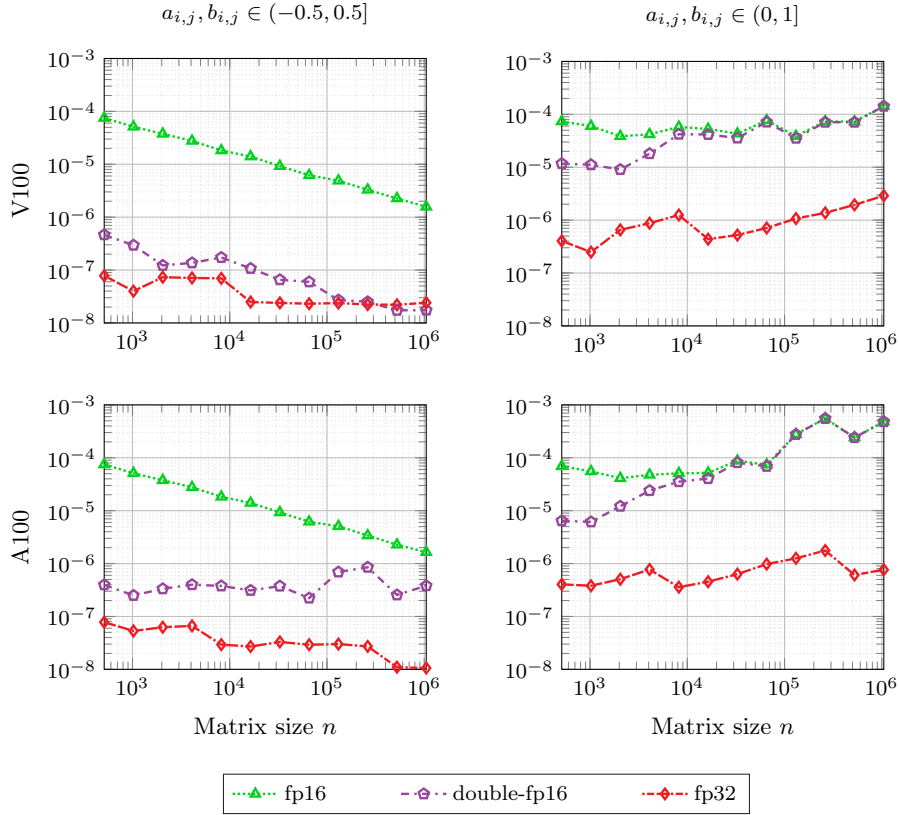 a_{i,j}, b_{i,j} ∈ (−0.5, 0.5]
a_{i,j}, b_{i,j} ∈ (0, 1]
V100
10^{−3}
10^{−4}
10^{−5}
10^{−6}
10^{−7}
10^{−8}
10^3 10^4 10^5 10^6
10^{−3}
10^{−4}
10^{−5}
10^{−6}
10^{−7}
10^{−8}
10^3 10^4 10^5 10^6
A100
10^{−3}
10^{−4}
10^{−5}
10^{−6}
10^{−7}
10^{−8}
10^3 10^4 10^5 10^6
Matrix size n
10^{−3}
10^{−4}
10^{−5}
10^{−6}
10^{−7}
10^{−8}
10^3 10^4 10^5 10^6
Matrix size n
fp16 double-fp16 fp32